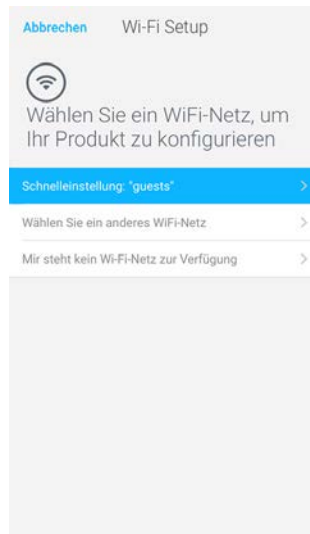 Abbrechen Wi-Fi Setup
Wählen Sie ein WiFi-Netz, um
Ihr Produkt zu konfigurieren
Schnelleinstellung: "guests"
Wählen Sie ein anderes WiFi-Netz
Mir steht kein Wi-Fi-Netz zur Verfügung